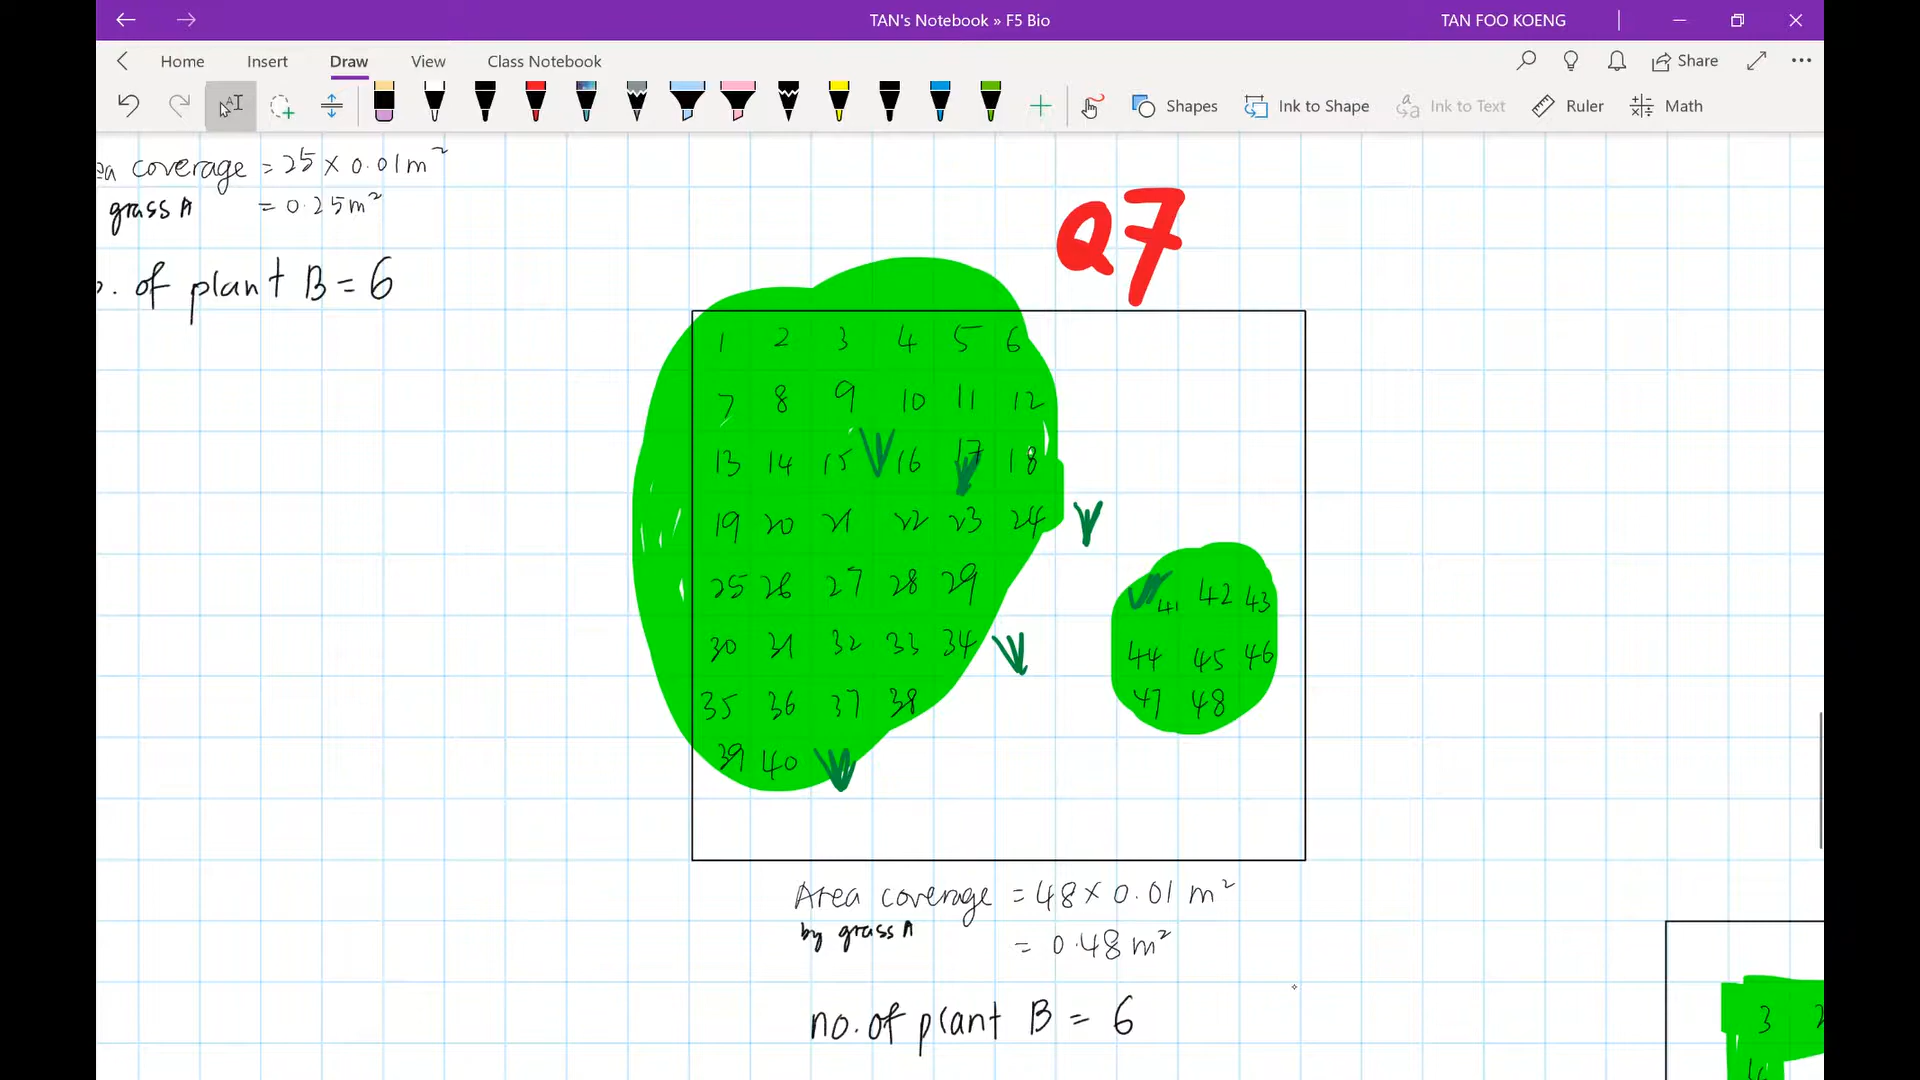 TAN's Notebook » F5 Bio
TAN FOO KOENG
Home Insert Draw View Class Notebook
Share
Shapes Ink to Shape Ink to Text Ruler Math
ea coverage = 25 × 0.01m²
grass A = 0.25m²
o. of plant B = 6
Q7
1 2 3 4 5 6
7 8 9 10 11 12
13 14 15 16 17 18
19 20 21 22 23 24
25 26 27 28 29
41 42 43
30 31 32 33 34
44 45 46
35 36 37 38
47 48
39 40
Area coverage = 48 × 0.01 m²
by grass A = 0.48 m²
no. of plant B = 6
3